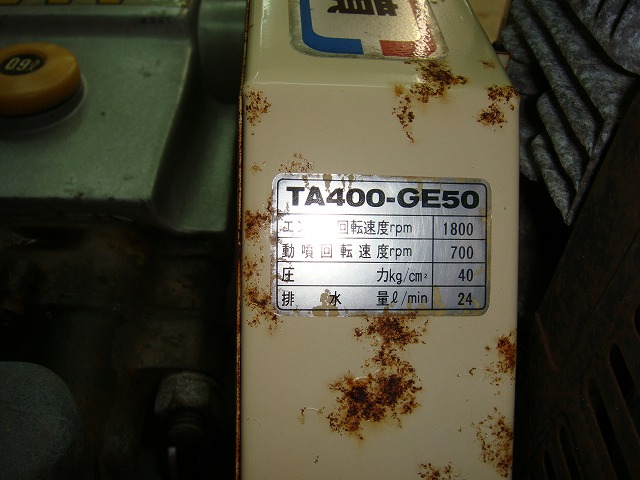 TA400-GE50
エン 回転速度rpm 1800
動噴回転速度rpm 700
圧 力kg/cm² 40
排 水 量ℓ/min 24